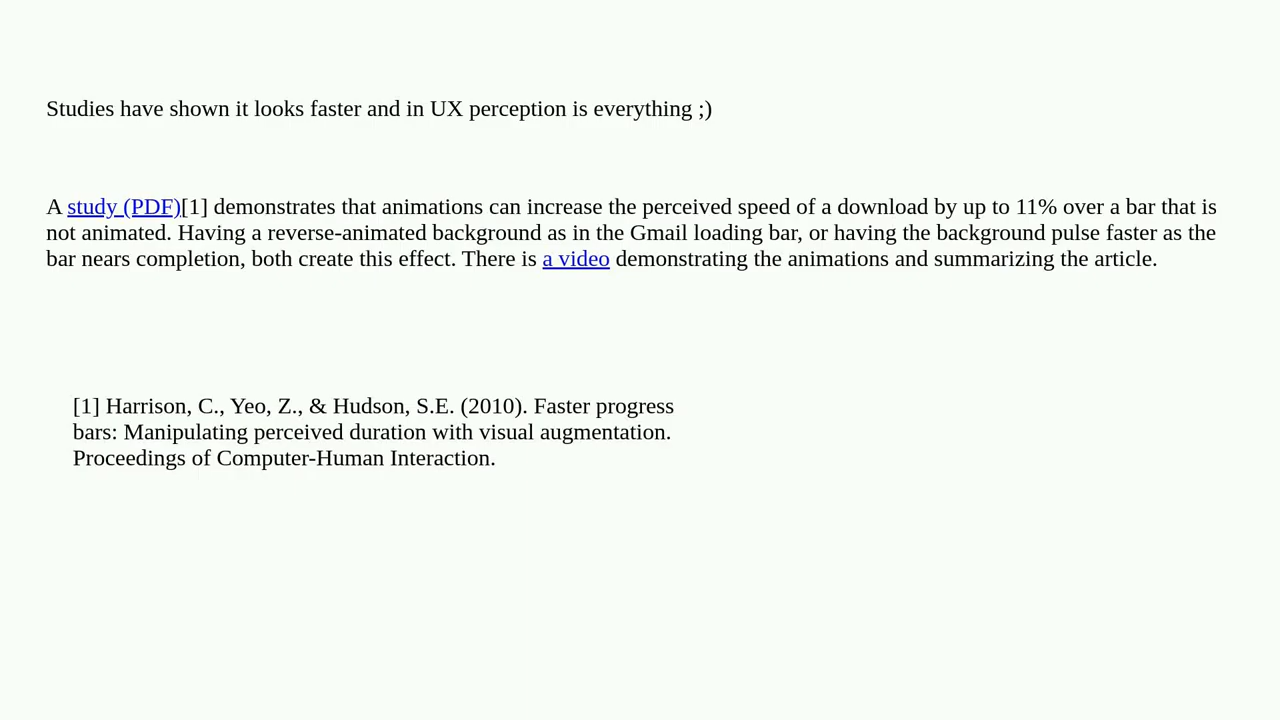 Studies have shown it looks faster and in UX perception is everything ;)
A study (PDF)[1] demonstrates that animations can increase the perceived speed of a download by up to 11% over a bar that is
not animated. Having a reverse-animated background as in the Gmail loading bar, or having the background pulse faster as the
bar nears completion, both create this effect. There is a video demonstrating the animations and summarizing the article.
[1] Harrison, C., Yeo, Z., & Hudson, S.E. (2010). Faster progress
bars: Manipulating perceived duration with visual augmentation.
Proceedings of Computer-Human Interaction.